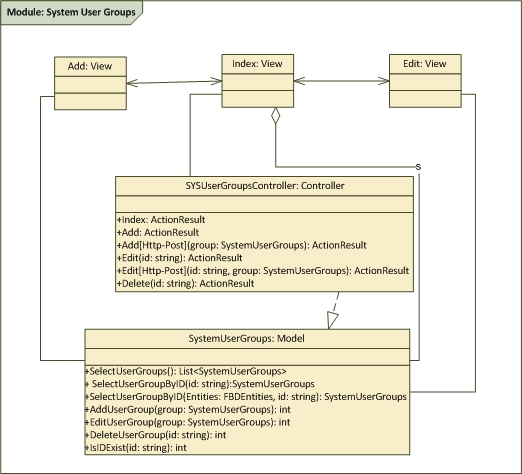 Module: System User Groups
Add: View
Index: View
Edit: View
s
SYSUserGroupsController: Controller
+Index: ActionResult
+Add: ActionResult
+Add[Http-Post](group: SystemUserGroups): ActionResult
+Edit(id: string): ActionResult
+Edit[Http-Post](id: string, group: SystemUserGroups): ActionResult
+Delete(id: string): ActionResult
SystemUserGroups: Model
+SelectUserGroups(): List<SystemUserGroups>
+ SelectUserGroupByID(id: string):SystemUserGroups
+SelectUserGroupByID(Entities: FBDEntities, id: string): SystemUserGroups
+AddUserGroup(group: SystemUserGroups): int
+EditUserGroup(group: SystemUserGroups): int
+DeleteUserGroup(id: string): int
+IsIDExist(id: string): int